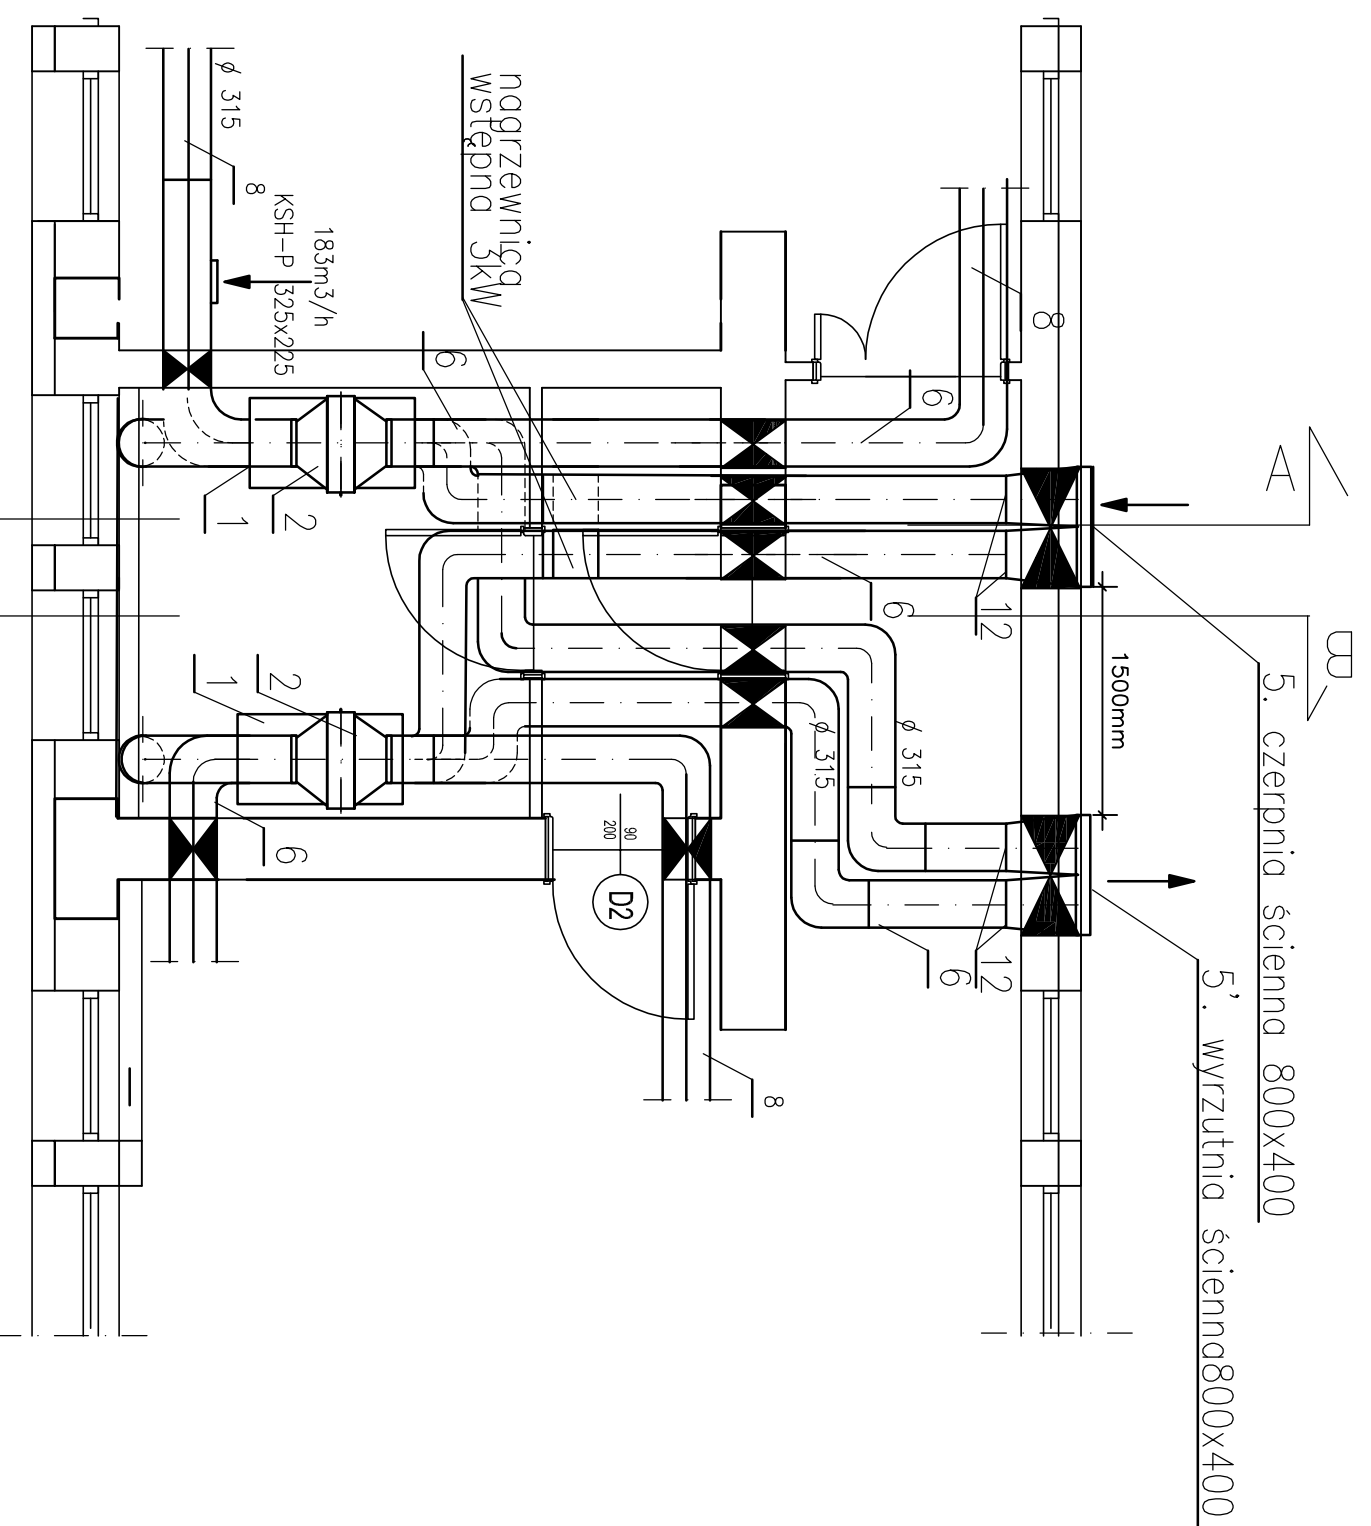 A
B
5. czerpnia ścienna 800x400
5'. wyrzutnia ścienna800x400
1500mm
8
6
12
6
12
6
ø 315
ø 315
nagrzewnica
wstępna 3kW
6
90
200
D2
8
183m3/h
KSH-P 325x225
ø 315
8
2
1
2
1
6